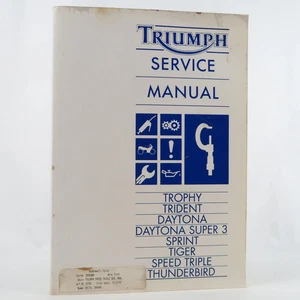 TRIUMPH
SERVICE
MANUAL
TROPHY
TRIDENT
DAYTONA
DAYTONA SUPER 3
SPRINT
TIGER
SPEED TRIPLE
THUNDERBIRD